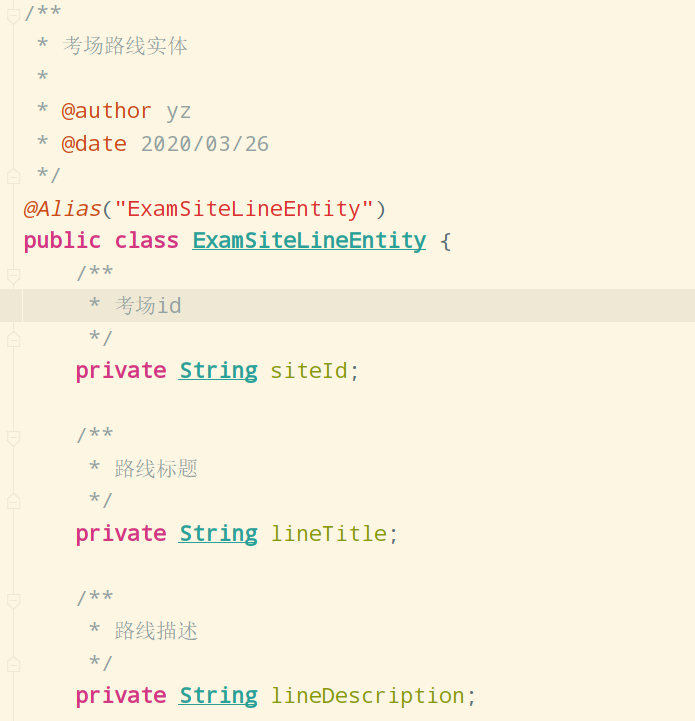 /**
 * 考场路线实体
 *
 * @author yz
 * @date 2020/03/26
 */
@Alias("ExamSiteLineEntity")
public class ExamSiteLineEntity {
    /**
     * 考场id
     */
    private String siteId;

    /**
     * 路线标题
     */
    private String lineTitle;

    /**
     * 路线描述
     */
    private String lineDescription;